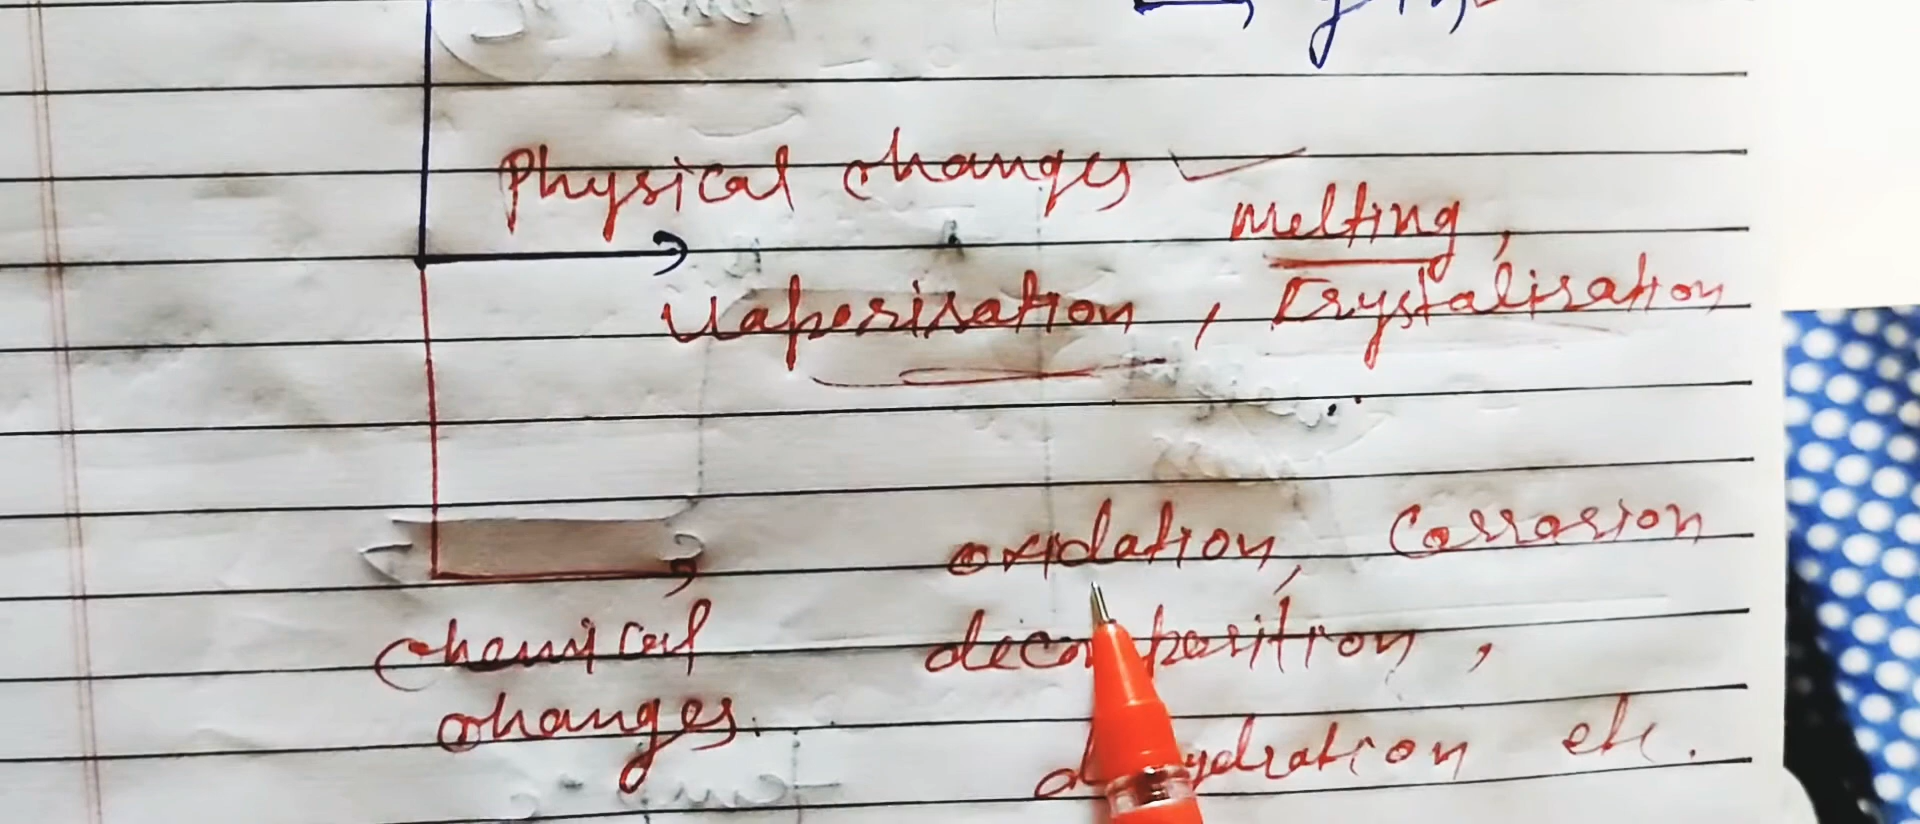 Physical changes
melting,
Vaporisation, Crystalisation
oxidation, Corrosion
chemical
decomposition,
changes.
dehydration etc.